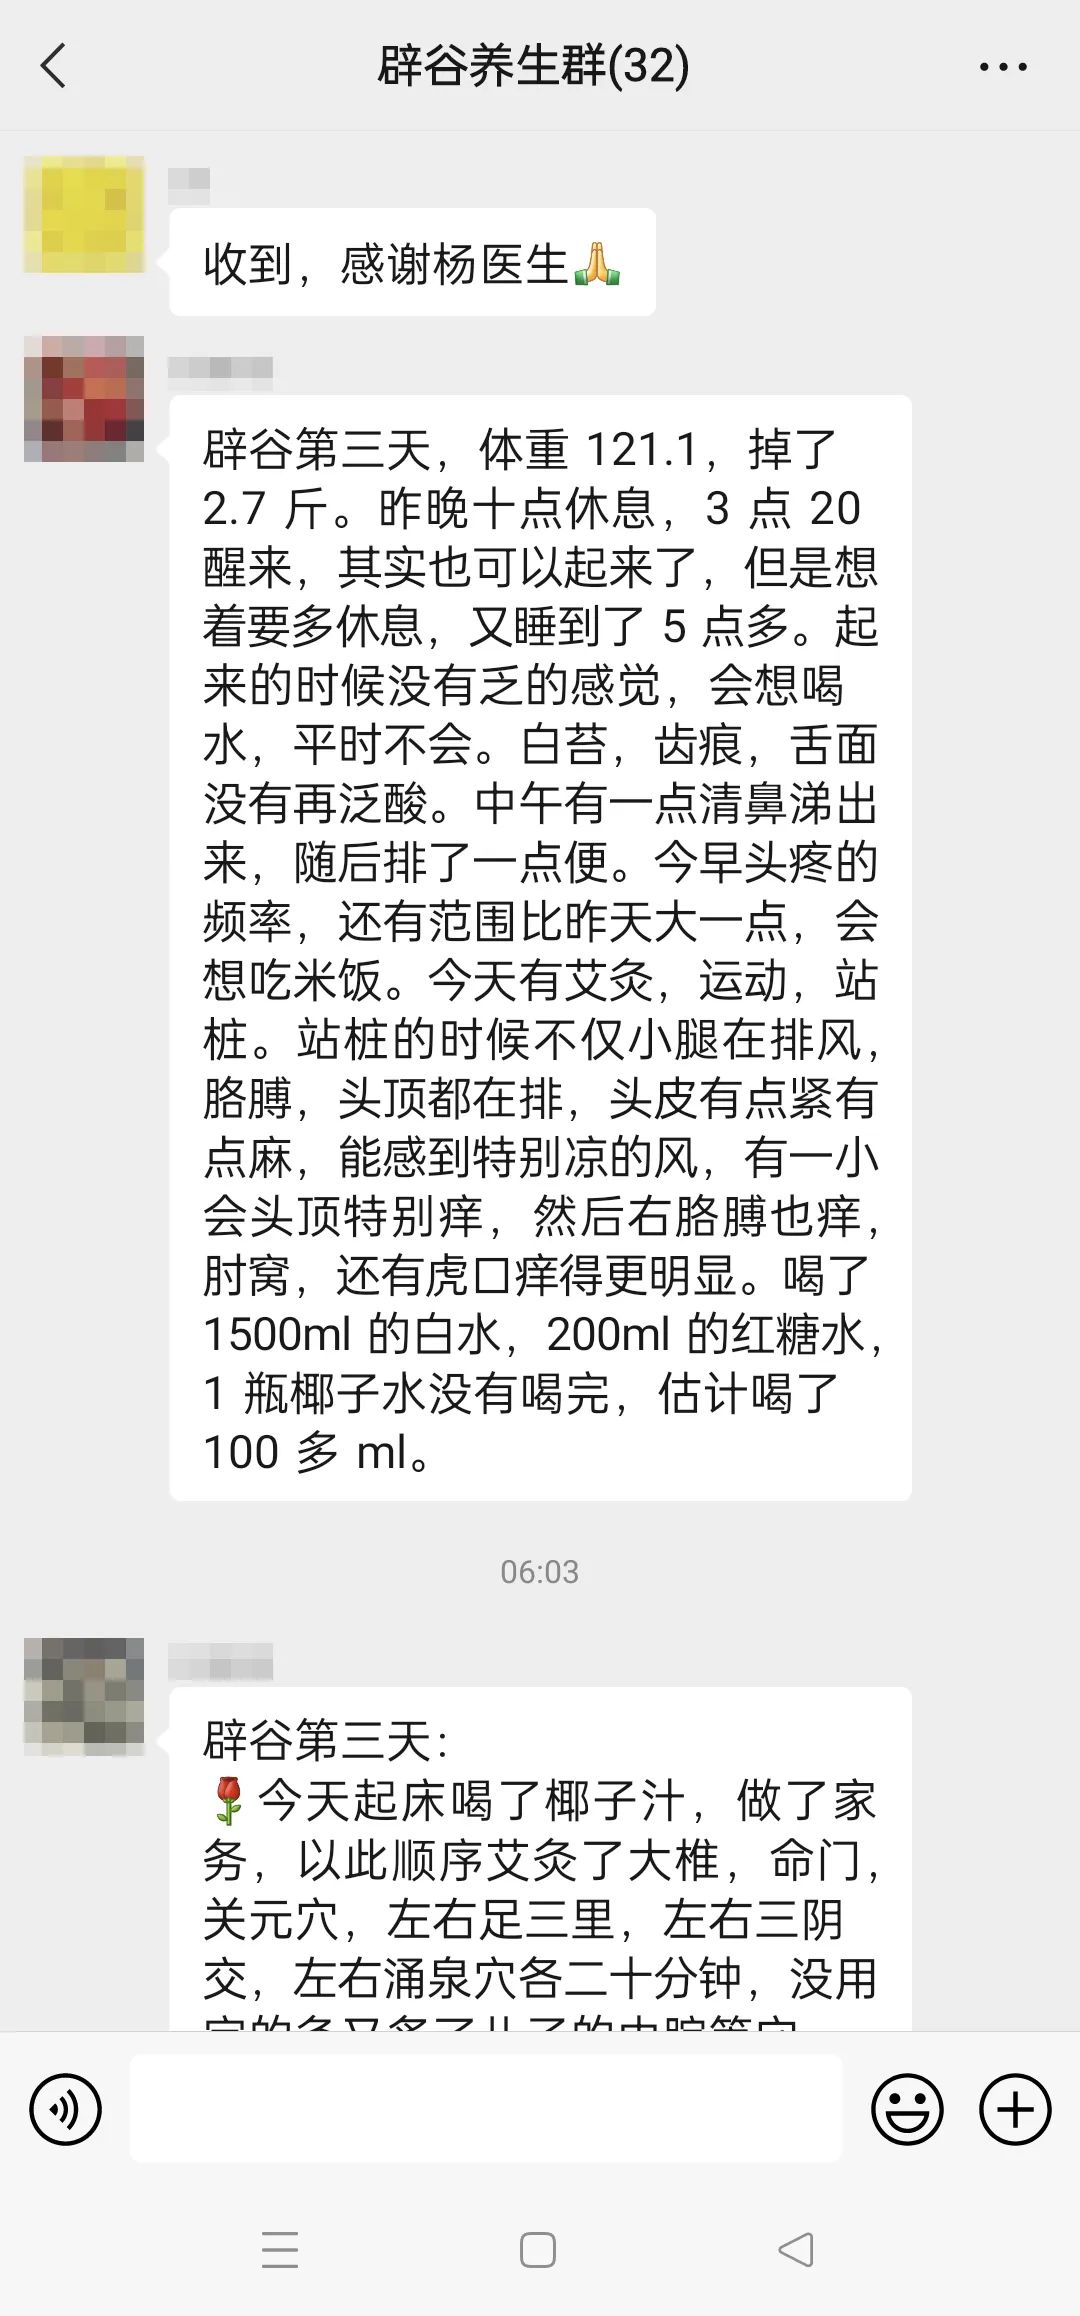 辟谷养生群(32)
收到，感谢杨医生🙏
辟谷第三天，体重 121.1，掉了
2.7 斤。昨晚十点休息，3 点 20
醒来，其实也可以起来了，但是想
着要多休息，又睡到了 5 点多。起
来的时候没有乏的感觉，会想喝
水，平时不会。白苔，齿痕，舌面
没有再泛酸。中午有一点清鼻涕出
来，随后排了一点便。今早头疼的
频率，还有范围比昨天大一点，会
想吃米饭。今天有艾灸，运动，站
桩。站桩的时候不仅小腿在排风，
胳膊，头顶都在排，头皮有点紧有
点麻，能感到特别凉的风，有一小
会头顶特别痒，然后右胳膊也痒，
肘窝，还有虎口痒得更明显。喝了
1500ml 的白水，200ml 的红糖水，
1 瓶椰子水没有喝完，估计喝了
100 多 ml。
06:03
辟谷第三天：
🌹今天起床喝了椰子汁，做了家
务，以此顺序艾灸了大椎，命门，
关元穴，左右足三里，左右三阴
交，左右涌泉穴各二十分钟，没用